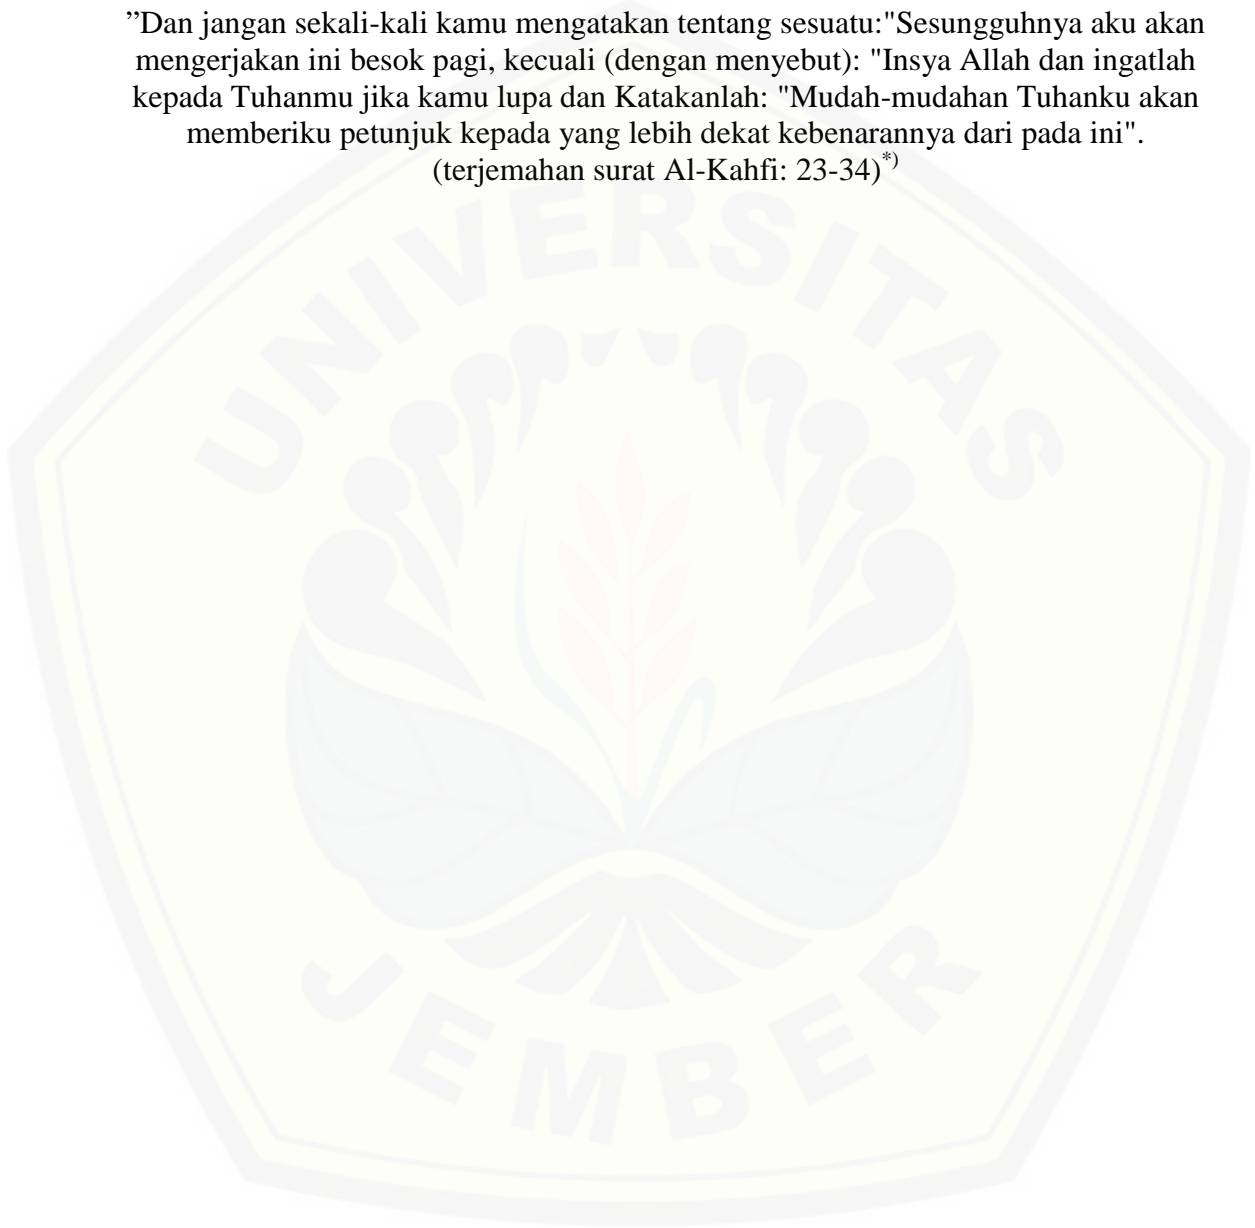 ”Dan jangan sekali-kali kamu mengatakan tentang sesuatu:"Sesungguhnya aku akan
mengerjakan ini besok pagi, kecuali (dengan menyebut): "Insya Allah dan ingatlah
kepada Tuhanmu jika kamu lupa dan Katakanlah: "Mudah-mudahan Tuhanku akan
memberiku petunjuk kepada yang lebih dekat kebenarannya dari pada ini".
(terjemahan surat Al-Kahfi: 23-34)*)
UNIVERSITAS
JEMBER